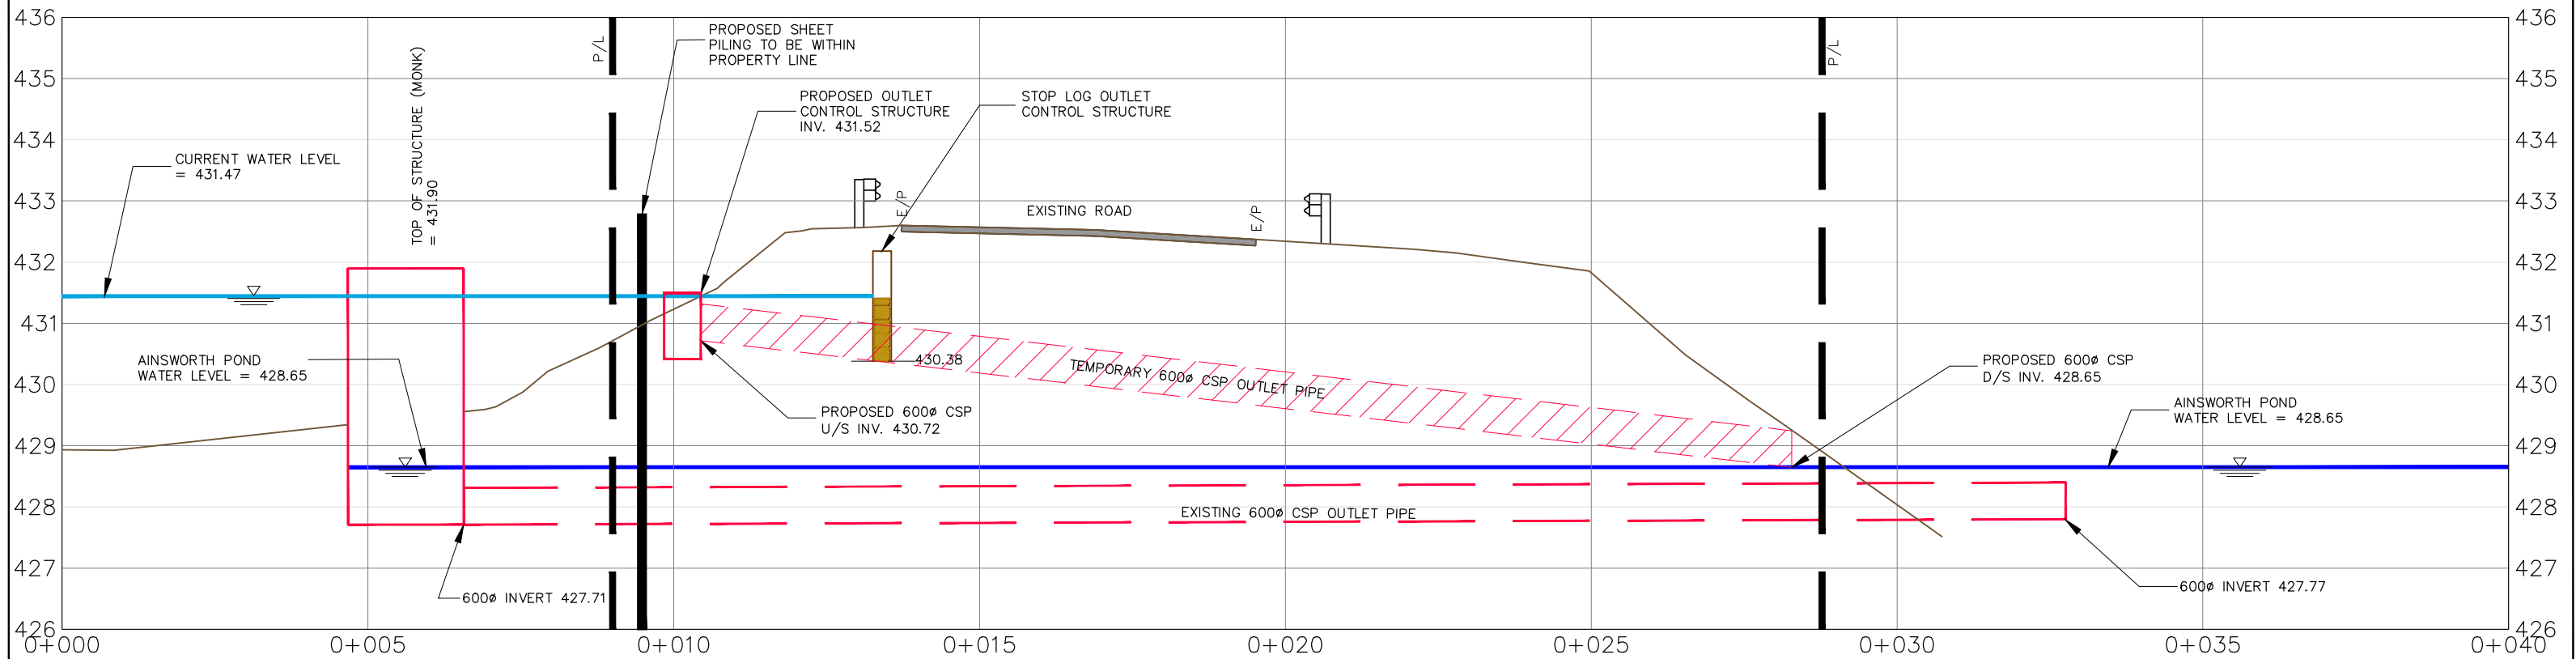 436
435
434
433
432
431
430
429
428
427
426
436
435
434
433
432
431
430
429
428
427
426
0+000
0+005
0+010
0+015
0+020
0+025
0+030
0+035
0+040
CURRENT WATER LEVEL
= 431.47
AINSWORTH POND
WATER LEVEL = 428.65
TOP OF STRUCTURE (MONK)
= 431.90
P/L
PROPOSED SHEET
PILING TO BE WITHIN
PROPERTY LINE
PROPOSED OUTLET
CONTROL STRUCTURE
INV. 431.52
STOP LOG OUTLET
CONTROL STRUCTURE
E/P
EXISTING ROAD
E/P
P/L
430.38
TEMPORARY 600ø CSP OUTLET PIPE
PROPOSED 600ø CSP
U/S INV. 430.72
PROPOSED 600ø CSP
D/S INV. 428.65
AINSWORTH POND
WATER LEVEL = 428.65
EXISTING 600ø CSP OUTLET PIPE
600ø INVERT 427.71
600ø INVERT 427.77